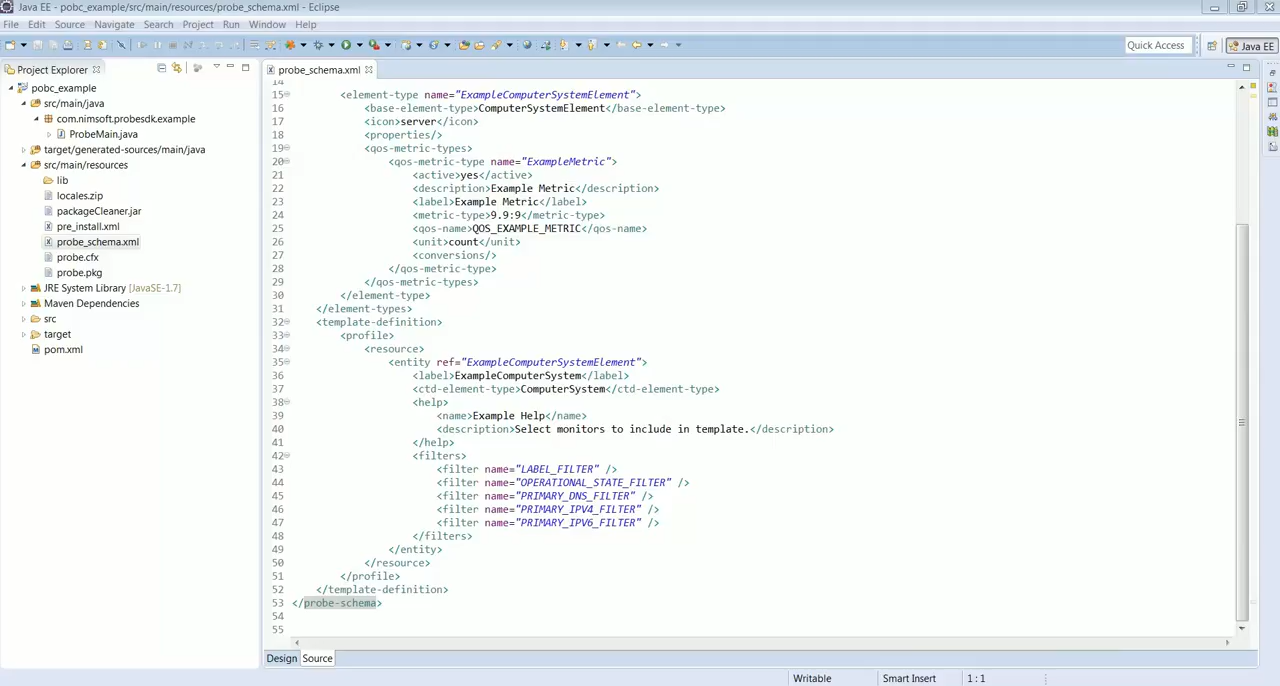 Java EE - pobc_example/src/main/resources/probe_schema.xml - Eclipse
File Edit Source Navigate Search Project Run Window Help
Quick Access
Java EE
Project Explorer
pobc_example
src/main/java
com.nimsoft.probesdk.example
ProbeMain.java
target/generated-sources/main/java
src/main/resources
lib
locales.zip
packageCleaner.jar
pre_install.xml
probe_schema.xml
probe.cfx
probe.pkg
JRE System Library [JavaSE-1.7]
Maven Dependencies
src
target
pom.xml
probe_schema.xml
14
15 <element-type name="ExampleComputerSystemElement">
16 <base-element-type>ComputerSystemElement</base-element-type>
17 <icon>server</icon>
18 <properties/>
19 <qos-metric-types>
20 <qos-metric-type name="ExampleMetric">
21 <active>yes</active>
22 <description>Example Metric</description>
23 <label>Example Metric</label>
24 <metric-type>9.9:9</metric-type>
25 <qos-name>QOS_EXAMPLE_METRIC</qos-name>
26 <unit>count</unit>
27 <conversions/>
28 </qos-metric-type>
29 </qos-metric-types>
30 </element-type>
31 </element-types>
32 <template-definition>
33 <profile>
34 <resource>
35 <entity ref="ExampleComputerSystemElement">
36 <label>ExampleComputerSystem</label>
37 <ctd-element-type>ComputerSystem</ctd-element-type>
38 <help>
39 <name>Example Help</name>
40 <description>Select monitors to include in template.</description>
41 </help>
42 <filters>
43 <filter name="LABEL_FILTER" />
44 <filter name="OPERATIONAL_STATE_FILTER" />
45 <filter name="PRIMARY_DNS_FILTER" />
46 <filter name="PRIMARY_IPV4_FILTER" />
47 <filter name="PRIMARY_IPV6_FILTER" />
48 </filters>
49 </entity>
50 </resource>
51 </profile>
52 </template-definition>
53 </probe-schema>
54
55
Design Source
Writable Smart Insert 1 : 1